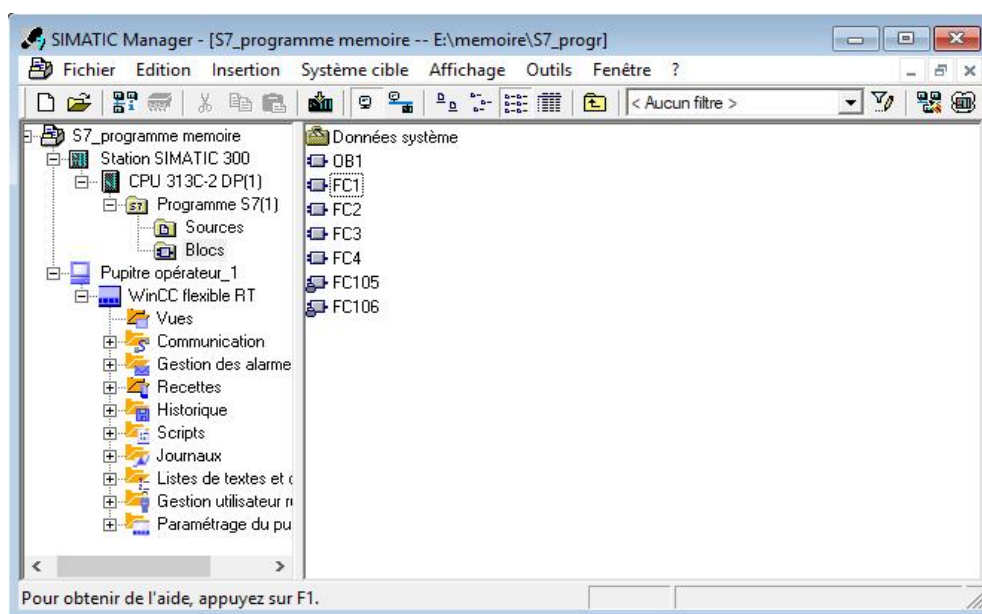 SIMATIC Manager - [S7_programme memoire -- E:\memoire\S7_progr]
Fichier Edition Insertion Système cible Affichage Outils Fenêtre ?
< Aucun filtre >
S7_programme memoire
Station SIMATIC 300
CPU 313C-2 DP(1)
S7 Programme S7(1)
Sources
Blocs
Pupitre opérateur_1
WinCC flexible RT
Vues
Communication
Gestion des alarme
Recettes
Historique
Scripts
Journaux
Listes de textes et
Gestion utilisateur
Paramétrage du pu
Données système
OB1
FC1
FC2
FC3
FC4
FC105
FC106
Pour obtenir de l'aide, appuyez sur F1.